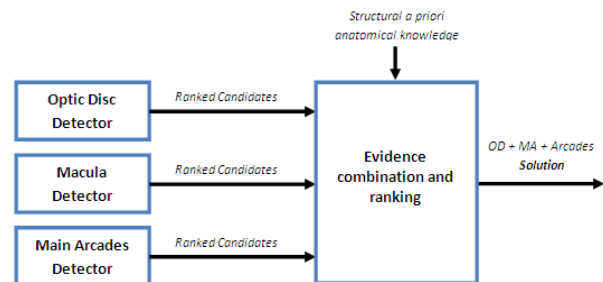 Structural a priori
anatomical knowledge
Optic Disc
Detector
Ranked Candidates
Macula
Detector
Ranked Candidates
Main Arcades
Detector
Ranked Candidates
Evidence
combination and
ranking
OD + MA + Arcades
Solution